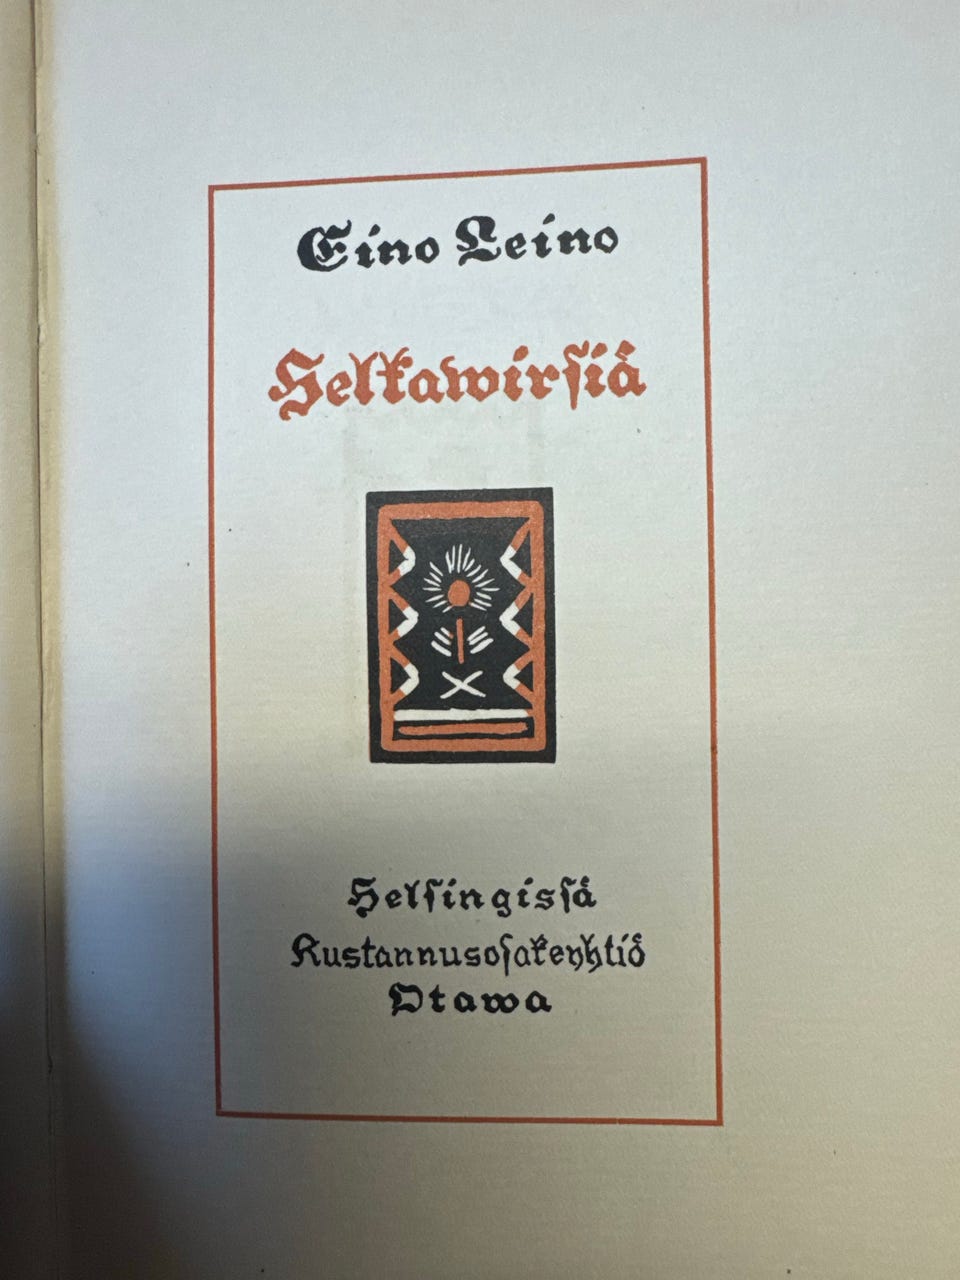 Eino Leino
Helkawirsiä
Helsingissä
Kustannusosakeyhtiö
Otawa